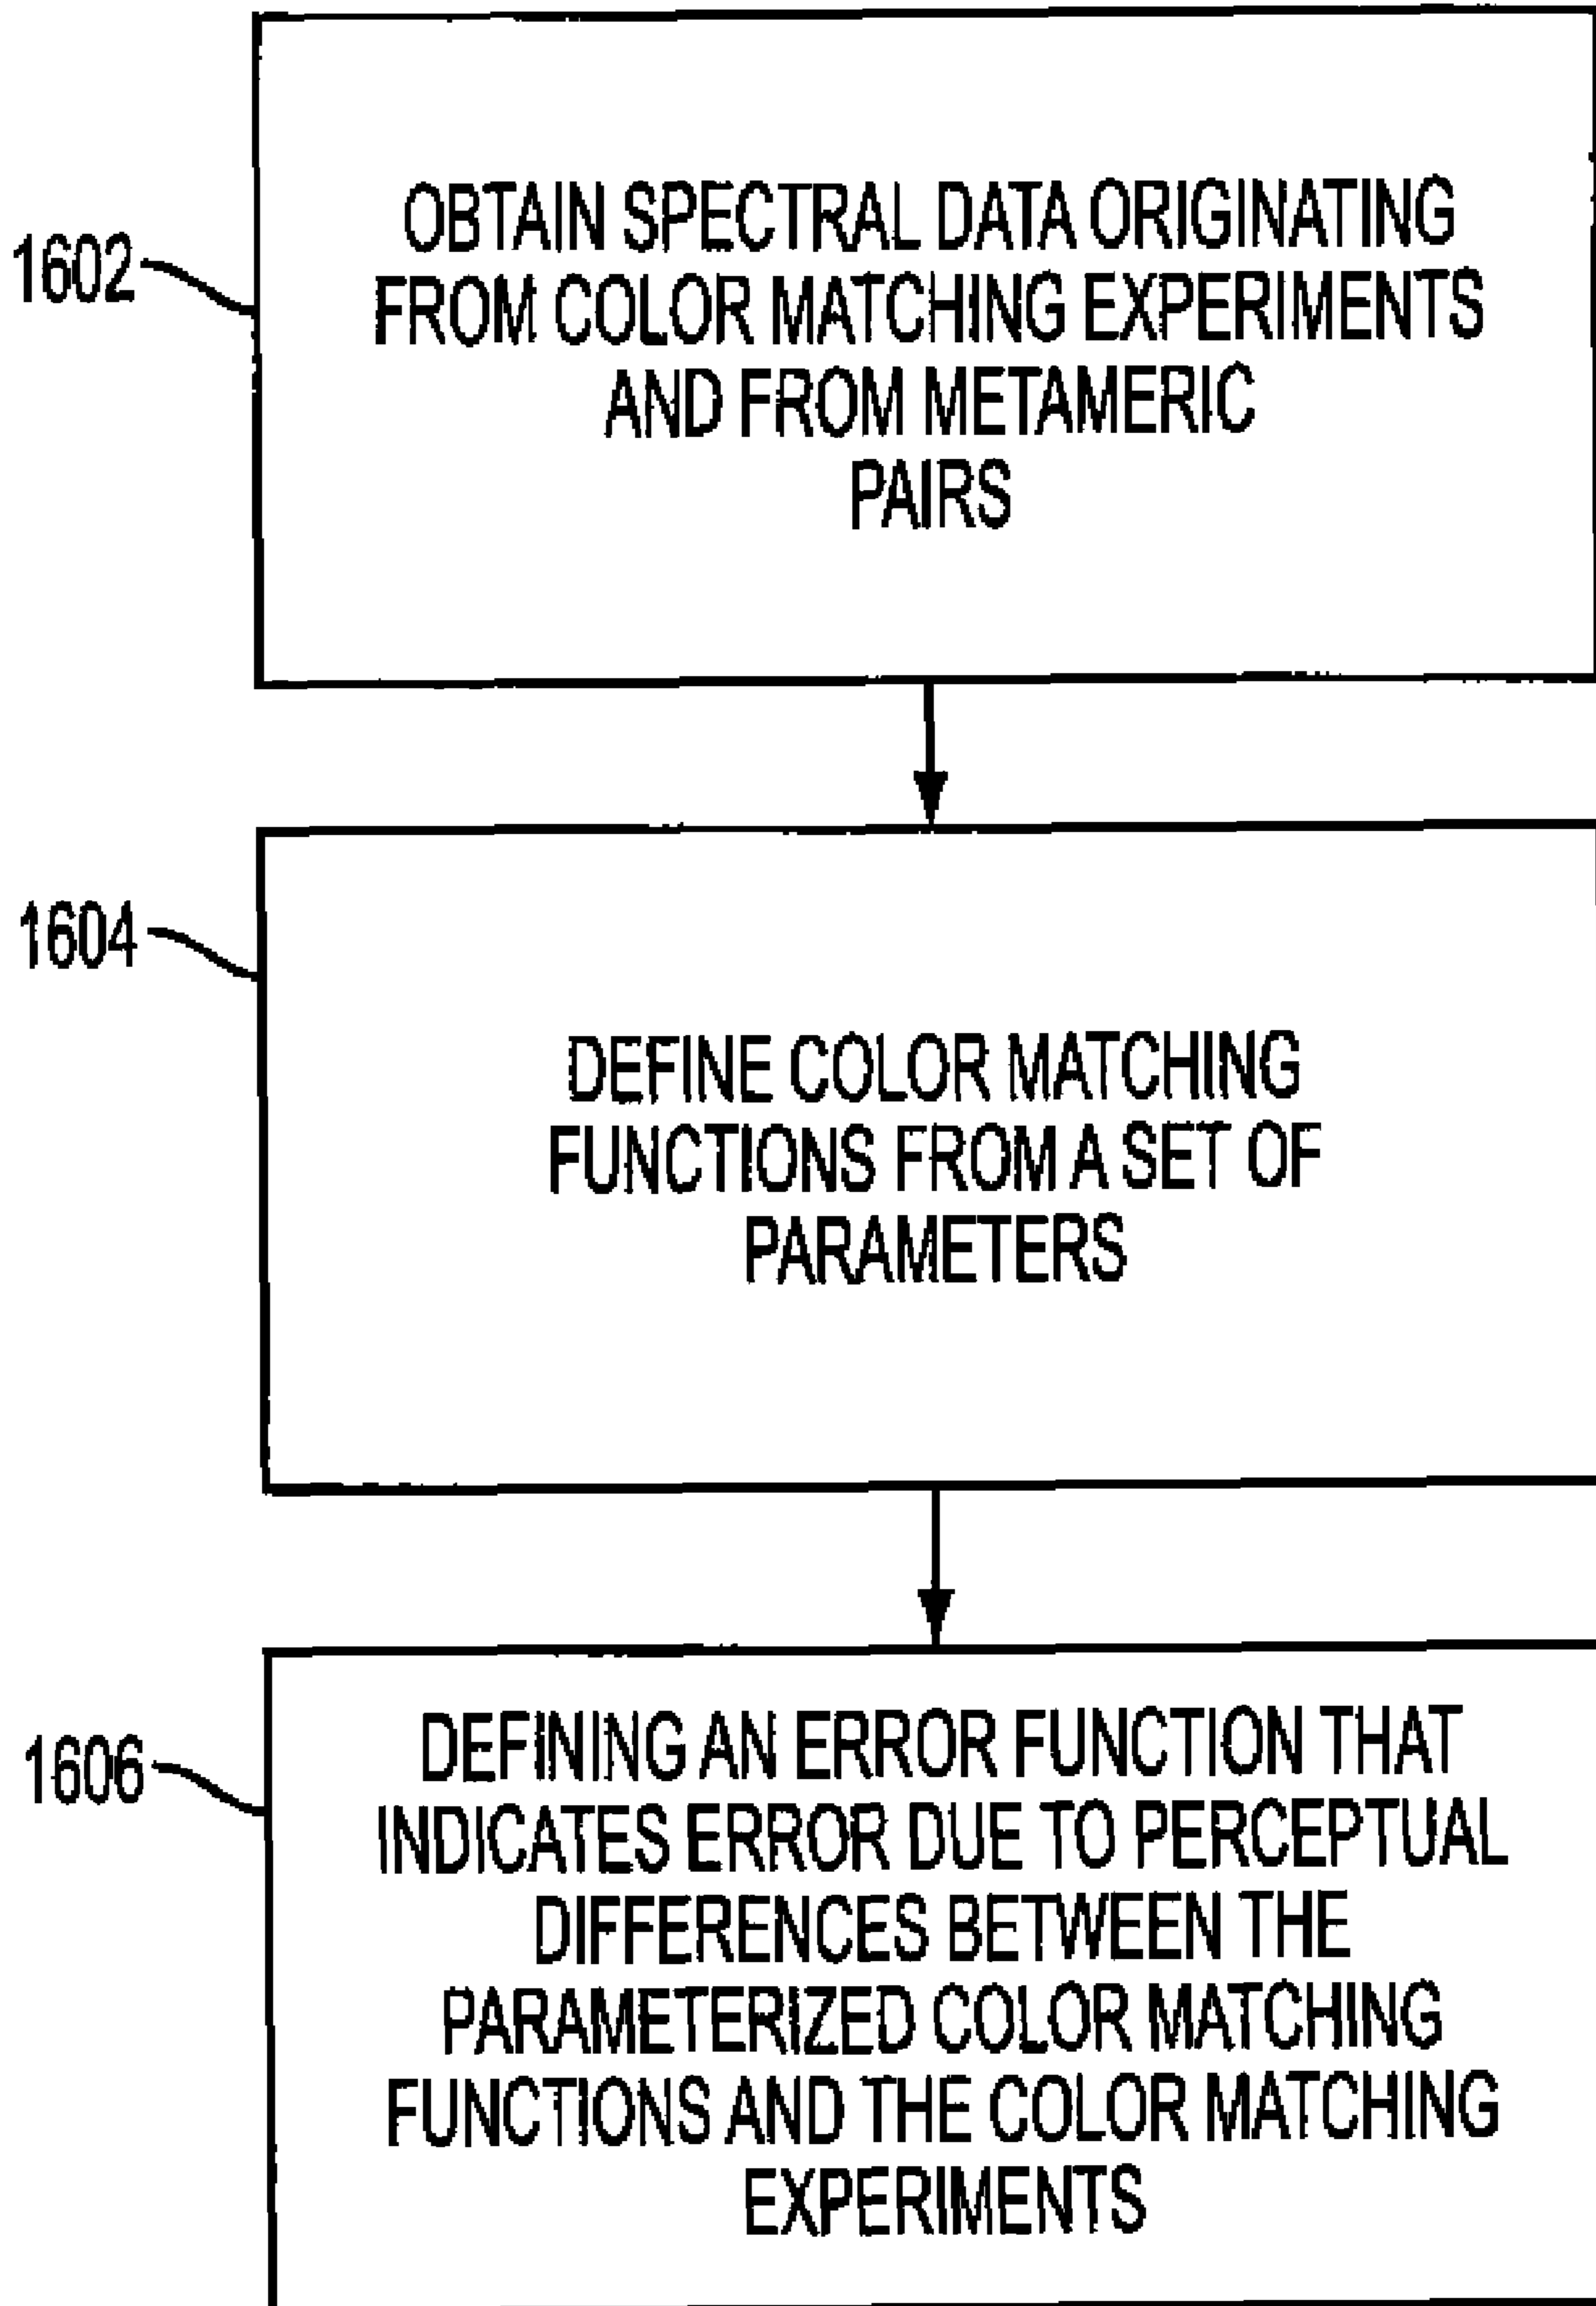 1602
OBTAIN SPECTRAL DATA ORIGINATING
FROM COLOR MATCHING EXPERIMENTS
AND FROM METAMERIC
PAIRS
1604
DEFINE COLOR MATCHING
FUNCTIONS FROM A SET OF
PARAMETERS
1606
DEFINING AN ERROR FUNCTION THAT
INDICATES ERROR DUE TO PERCEPTUAL
DIFFERENCES BETWEEN THE
PARAMETERIZED COLOR MATCHING
FUNCTIONS AND THE COLOR MATCHING
EXPERIMENTS